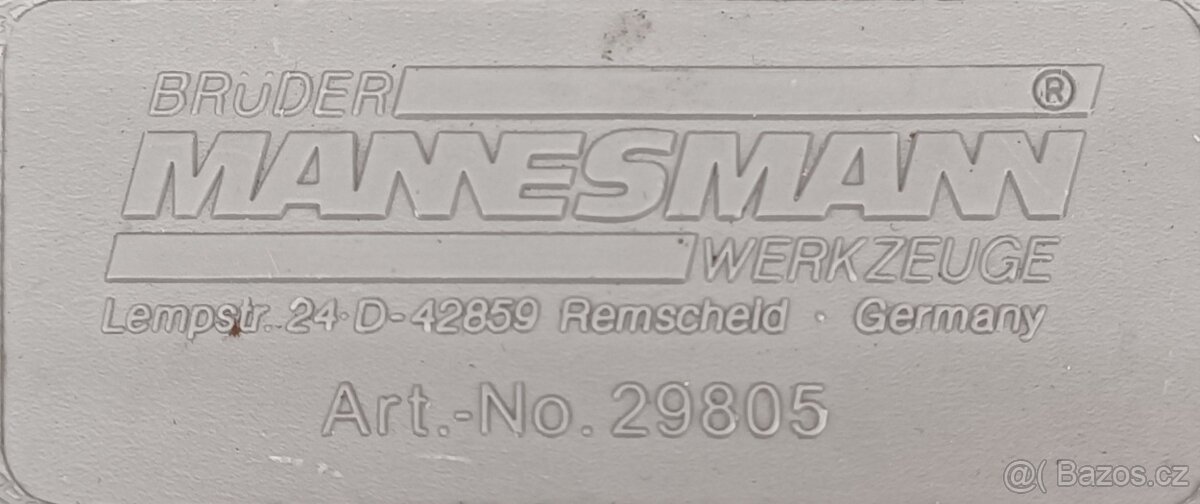 BRüDER ®
MANNESMANN
WERKZEUGE
Lempstr. 24·D-42859 Remscheid · Germany
Art.-No. 29805
@( Bazos.cz